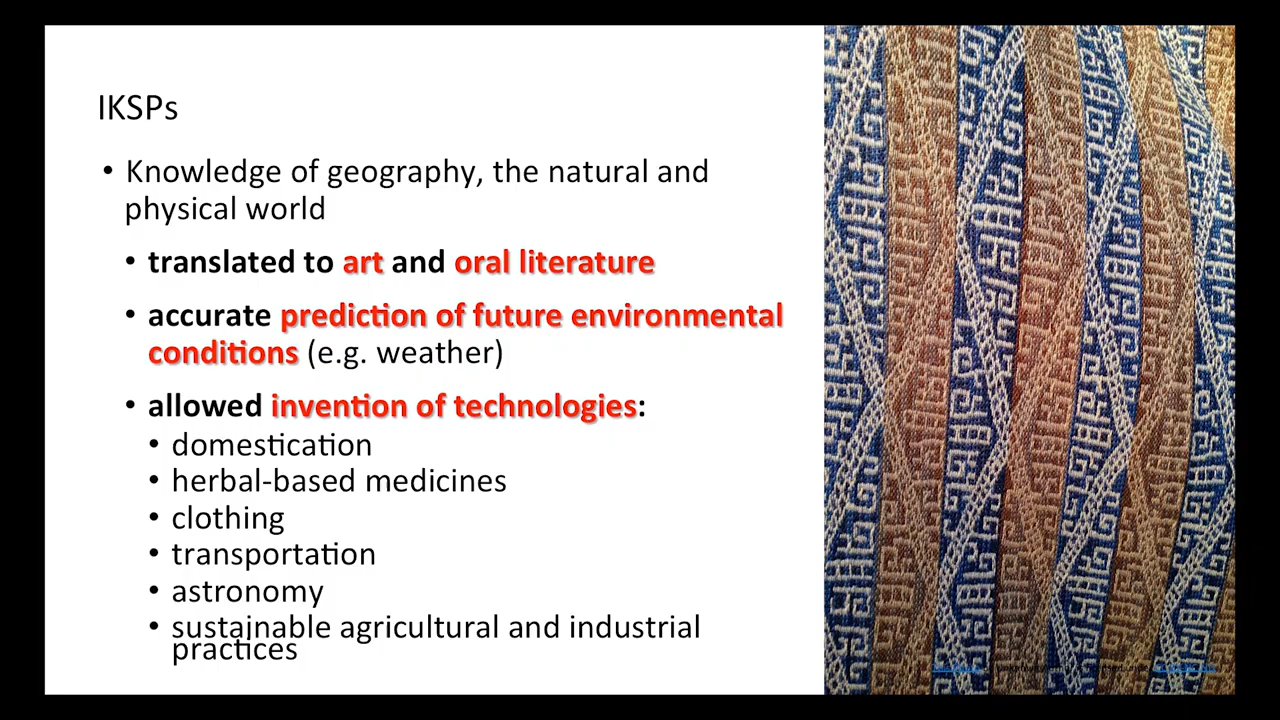 IKSPs
• Knowledge of geography, the natural and
physical world
• translated to art and oral literature
• accurate prediction of future environmental
conditions (e.g. weather)
• allowed invention of technologies:
• domestication
• herbal-based medicines
• clothing
• transportation
• astronomy
• sustainable agricultural and industrial
practices